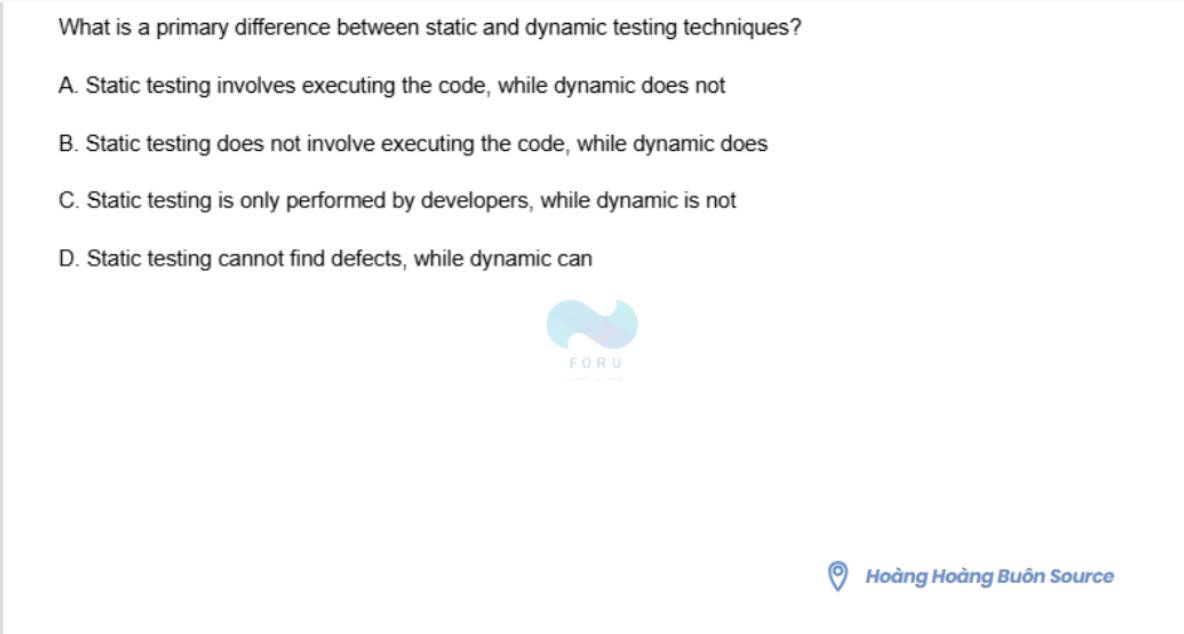 What is a primary difference between static and dynamic testing techniques?
A. Static testing involves executing the code, while dynamic does not
B. Static testing does not involve executing the code, while dynamic does
C. Static testing is only performed by developers, while dynamic is not
D. Static testing cannot find defects, while dynamic can
FORU
Hoàng Hoàng Buôn Source